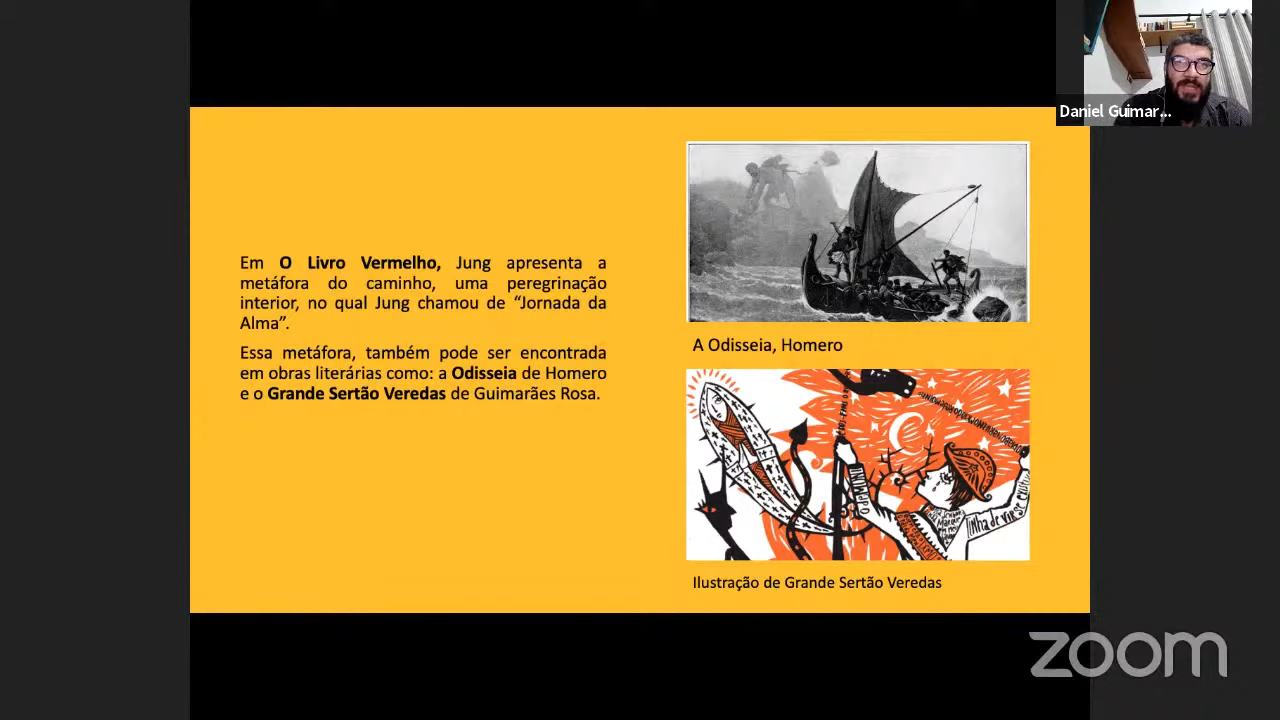 Daniel Guimar...
Em O Livro Vermelho, Jung apresenta a
metáfora do caminho, uma peregrinação
interior, no qual Jung chamou de “Jornada da
Alma”.
Essa metáfora, também pode ser encontrada
em obras literárias como: a Odisseia de Homero
e o Grande Sertão Veredas de Guimarães Rosa.
A Odisseia, Homero
Ilustração de Grande Sertão Veredas
zoom